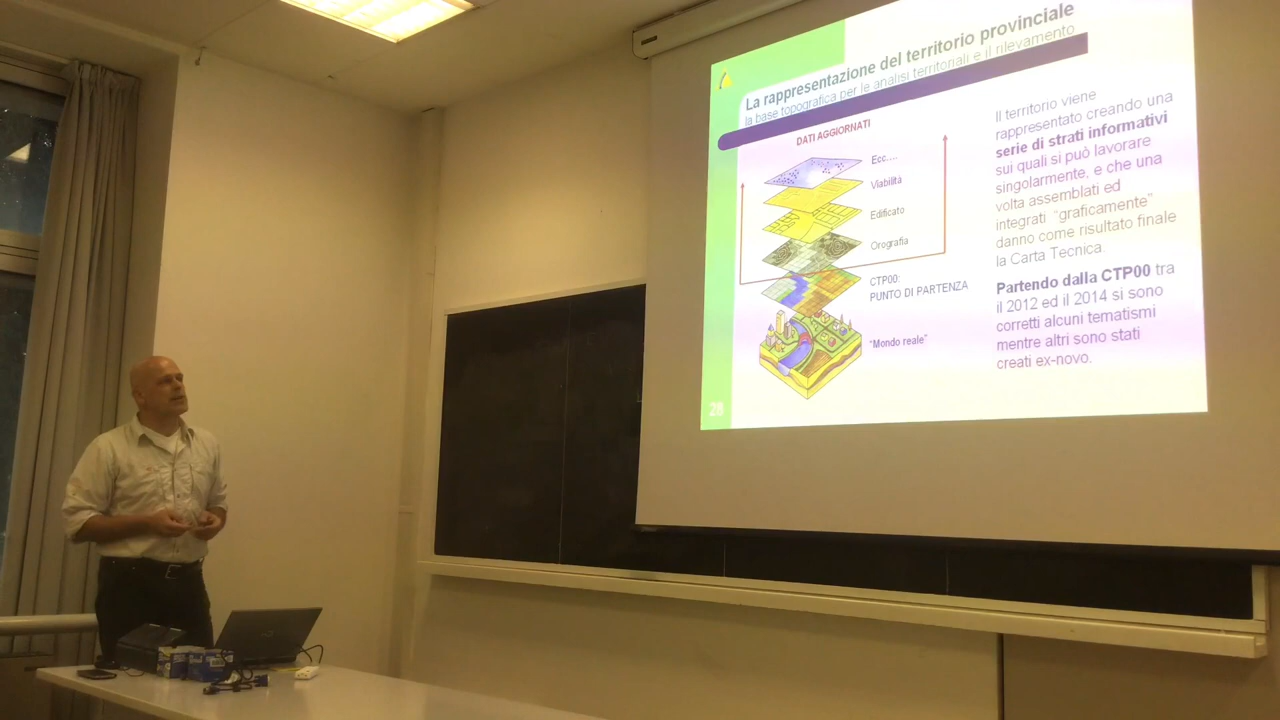 La rappresentazione del territorio provinciale
la base topografica per le analisi territoriali e il rilevamento
DATI AGGIORNATI
Ecc....
Viabilità
Edificato
Orografia
CTP00:
PUNTO DI PARTENZA
"Mondo reale"
Il territorio viene
rappresentato creando una
serie di strati informativi
sui quali si può lavorare
singolarmente, e che una
volta assemblati ed
integrati "graficamente"
danno come risultato finale
la Carta Tecnica.
Partendo dalla CTP00 tra
il 2012 ed il 2014 si sono
corretti alcuni tematismi
mentre altri sono stati
creati ex-novo.
28